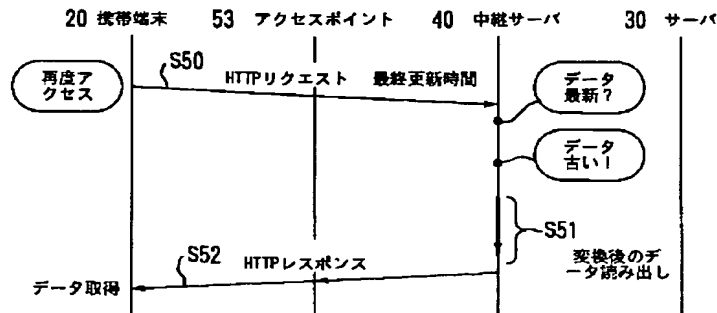 20 携帯端末 53 アクセスポイント 40 中継サーバ 30 サーバ
再度ア
クセス
S50
HTTPリクエスト 最終更新時間
データ
最新?
データ
古い!
S51
変換後のデ
ータ読み出し
S52
HTTPレスポンス
データ取得